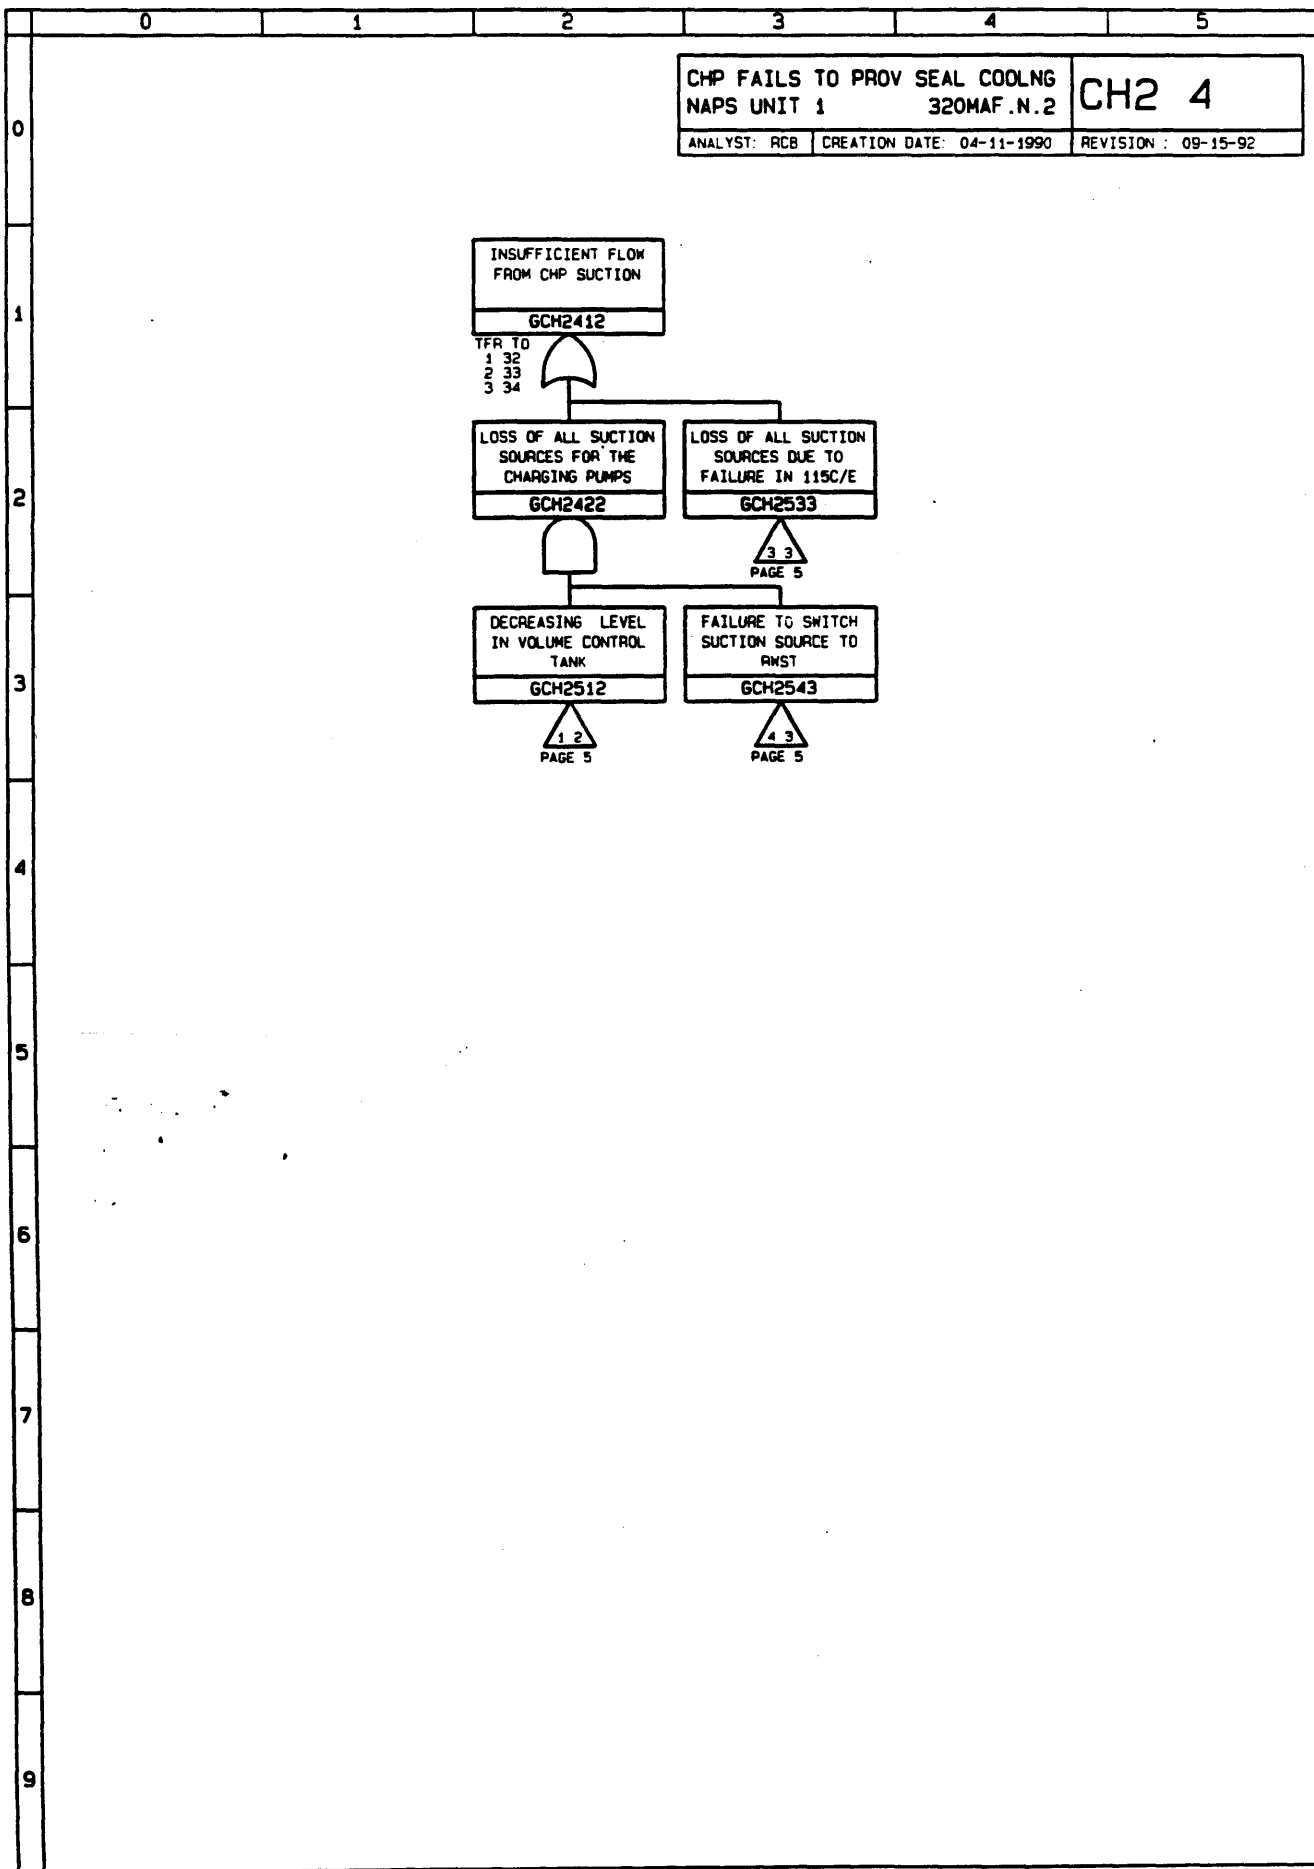 0 1 2 3 4 5
CHP FAILS TO PROV SEAL COOLNG
NAPS UNIT 1 320MAF.N.2
CH2 4
ANALYST: RCB
CREATION DATE: 04-11-1990
REVISION : 09-15-92
0
INSUFFICIENT FLOW
FROM CHP SUCTION
GCH2412
1
TFR TO
1 32
2 33
3 34
LOSS OF ALL SUCTION
SOURCES FOR THE
CHARGING PUMPS
GCH2422
LOSS OF ALL SUCTION
SOURCES DUE TO
FAILURE IN 115C/E
GCH2533
2
3 3
PAGE 5
DECREASING LEVEL
IN VOLUME CONTROL
TANK
GCH2512
FAILURE TO SWITCH
SUCTION SOURCE TO
RWST
GCH2543
3
1 2
PAGE 5
4 3
PAGE 5
4
5
6
7
8
9